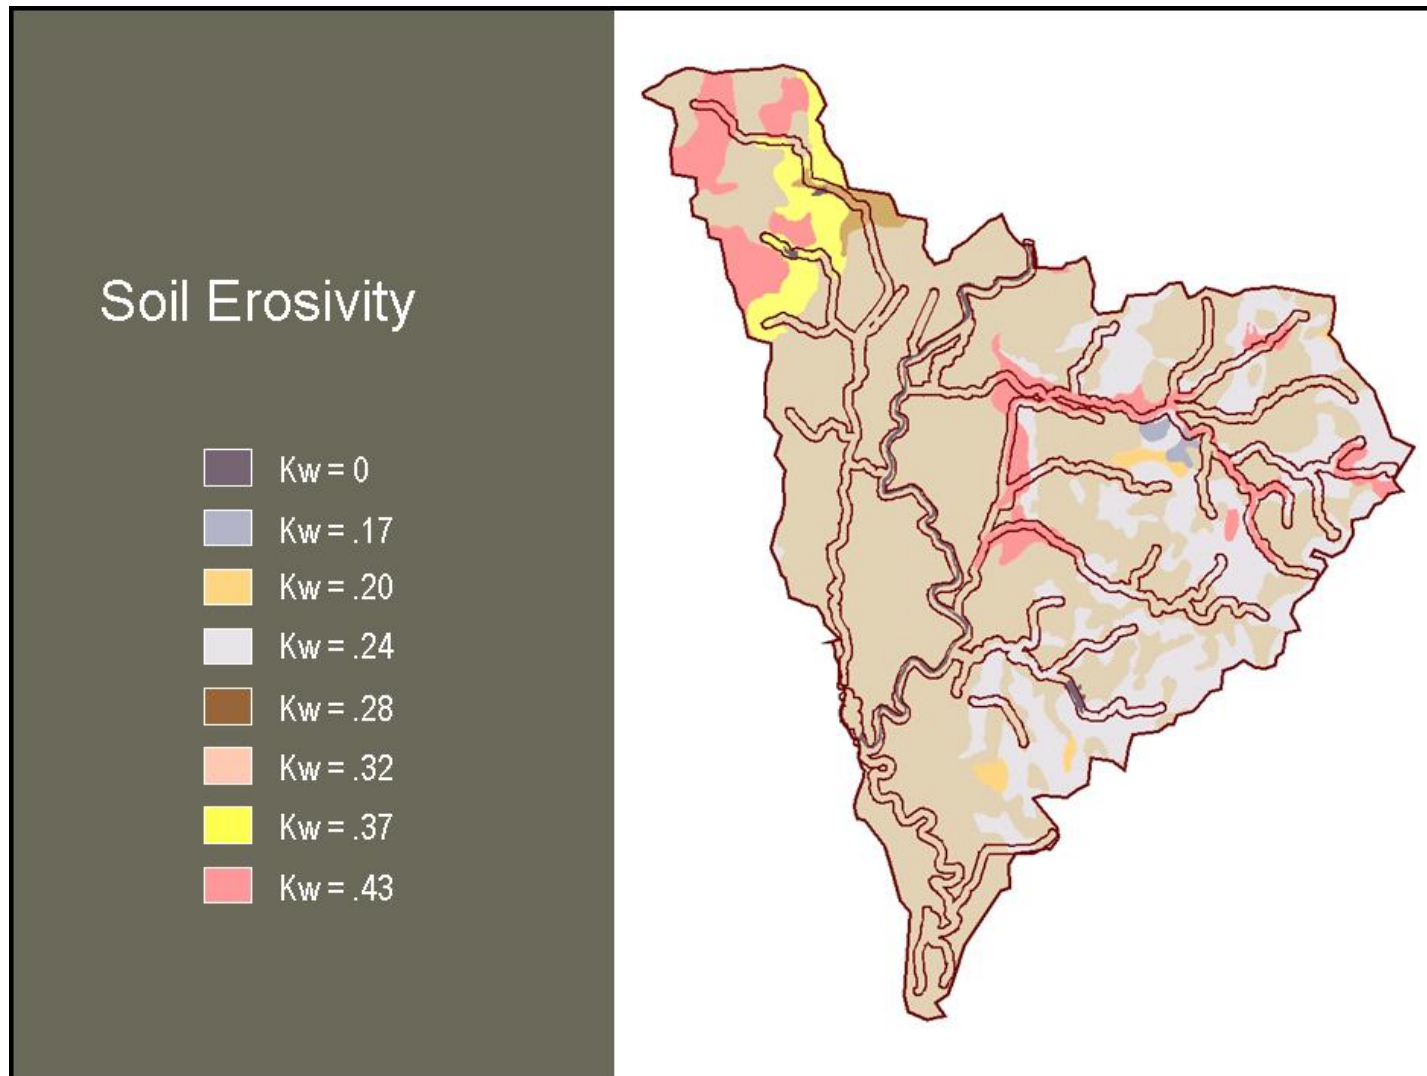 Soil Erosivity
Kw = 0
Kw = .17
Kw = .20
Kw = .24
Kw = .28
Kw = .32
Kw = .37
Kw = .43